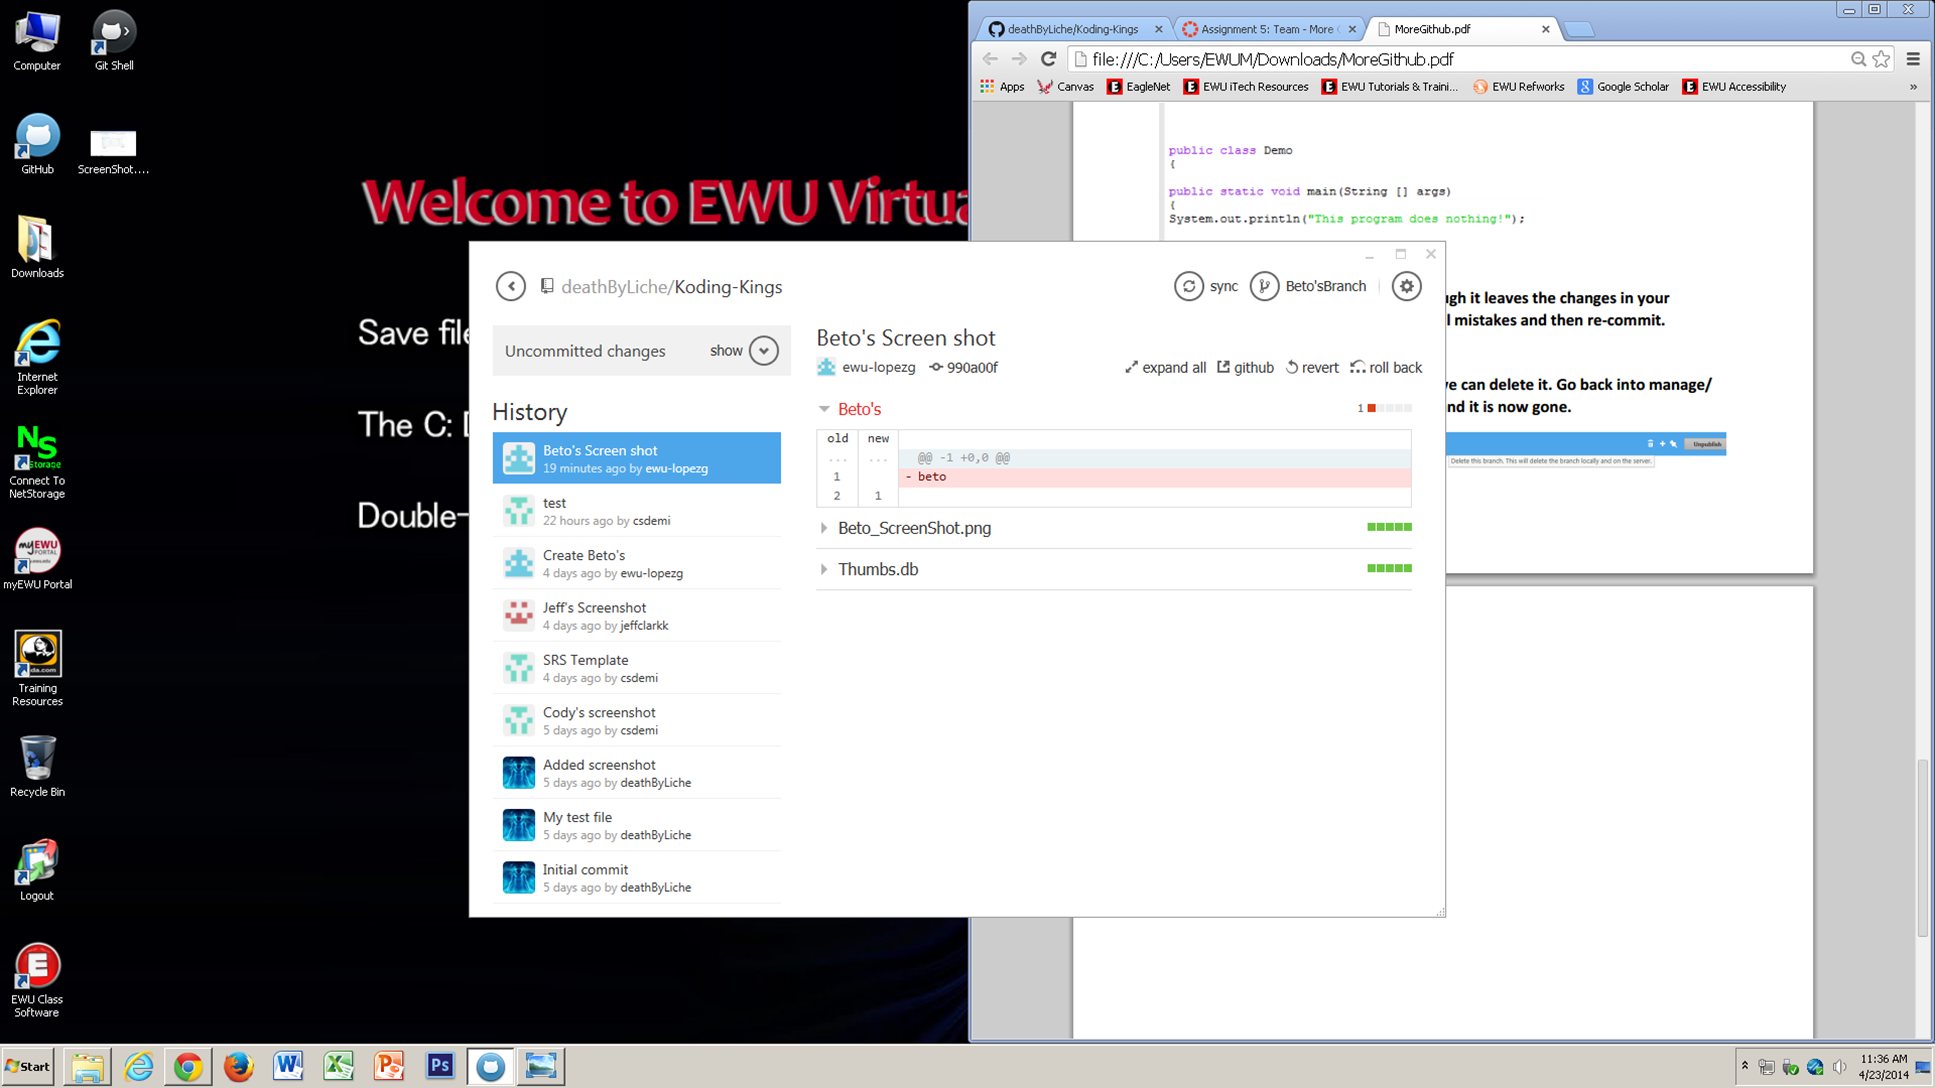 Computer
Git Shell
GitHub
ScreenShot....
Downloads
Internet
Explorer
NS
Storage
Connect To
NetStorage
myEWU
PORTAL
myEWU Portal
Training
Resources
Recycle Bin
Logout
E
EWU Class
Software
Welcome to EWU Virtua
Save file
The C: D
Double-
deathByLiche/Koding-Kings
Assignment 5: Team - More
MoreGithub.pdf
file:///C:/Users/EWUM/Downloads/MoreGithub.pdf
Apps
Canvas
EagleNet
EWU iTech Resources
EWU Tutorials & Traini...
EWU Refworks
Google Scholar
EWU Accessibility
»
public class Demo
{
public static void main(String [] args)
{
System.out.println("This program does nothing!");
ugh it leaves the changes in your
l mistakes and then re-commit.
ve can delete it. Go back into manage/
nd it is now gone.
Unpublish
Delete this branch. This will delete the branch locally and on the server.
deathByLiche/Koding-Kings
sync
Beto'sBranch
Uncommitted changes
show
History
Beto's Screen shot
19 minutes ago by ewu-lopezg
test
22 hours ago by csdemi
Create Beto's
4 days ago by ewu-lopezg
Jeff's Screenshot
4 days ago by jeffclarkk
SRS Template
4 days ago by csdemi
Cody's screenshot
5 days ago by csdemi
Added screenshot
5 days ago by deathByLiche
My test file
5 days ago by deathByLiche
Initial commit
5 days ago by deathByLiche
Beto's Screen shot
ewu-lopezg 990a00f
expand all github revert roll back
Beto's 1
old new
... ... @@ -1 +0,0 @@
1 - beto
2 1
Beto_ScreenShot.png
Thumbs.db
Start
Ps
11:36 AM
4/23/2014